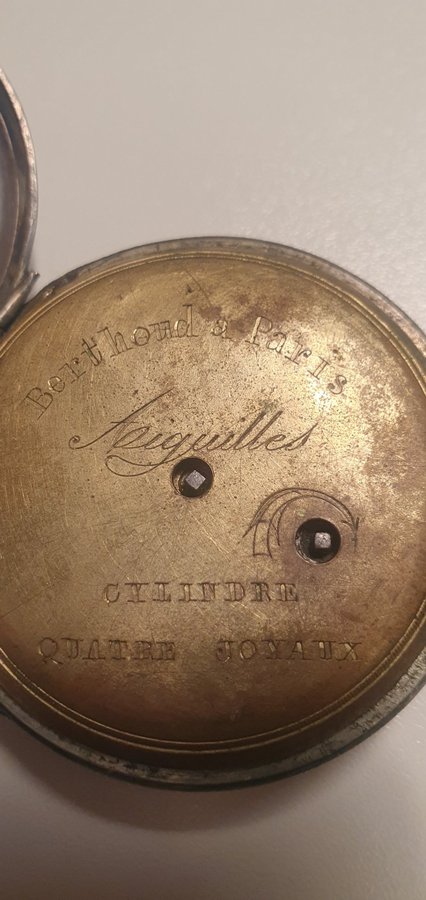 Berthoud a Paris
Aiguilles
CYLINDRE
QUATRE JOYAUX